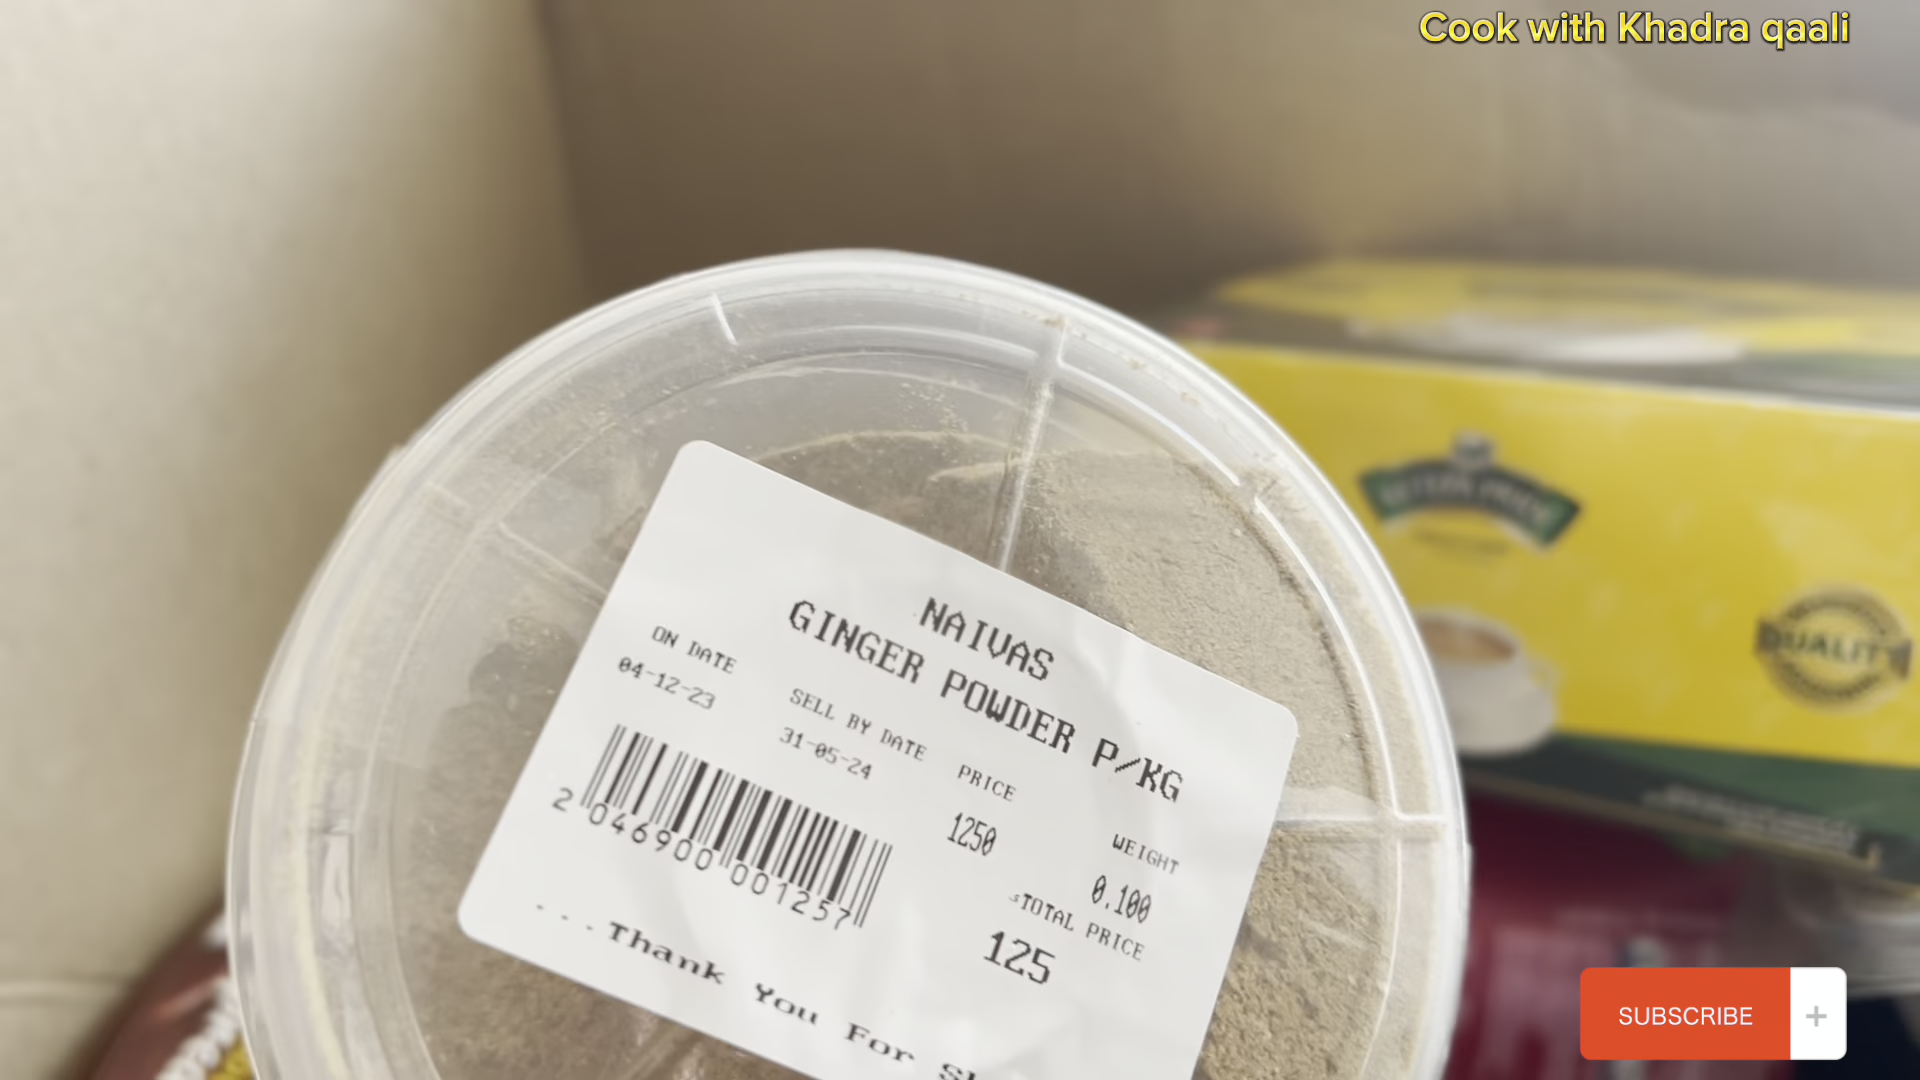 Cook with Khadra qaali
NAIVAS
GINGER POWDER P/KG
ON DATE
04-12-23
SELL BY DATE
31-05-24
PRICE
1250
WEIGHT
0.100
TOTAL PRICE
125
2 046900 001257
...Thank You For
QUALITY
SUBSCRIBE